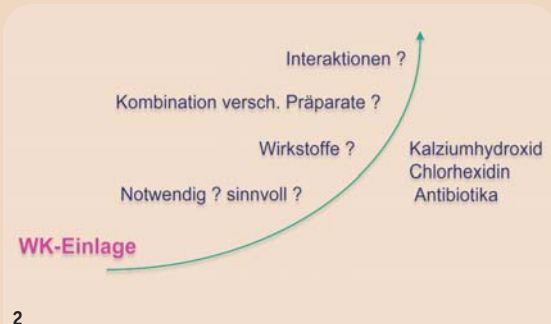 Interaktionen ?
Kombination versch. Präparate ?
Wirkstoffe ?
Kalziumhydroxid
Chlorhexidin
Antibiotika
Notwendig ? sinnvoll ?
WK-Einlage
2